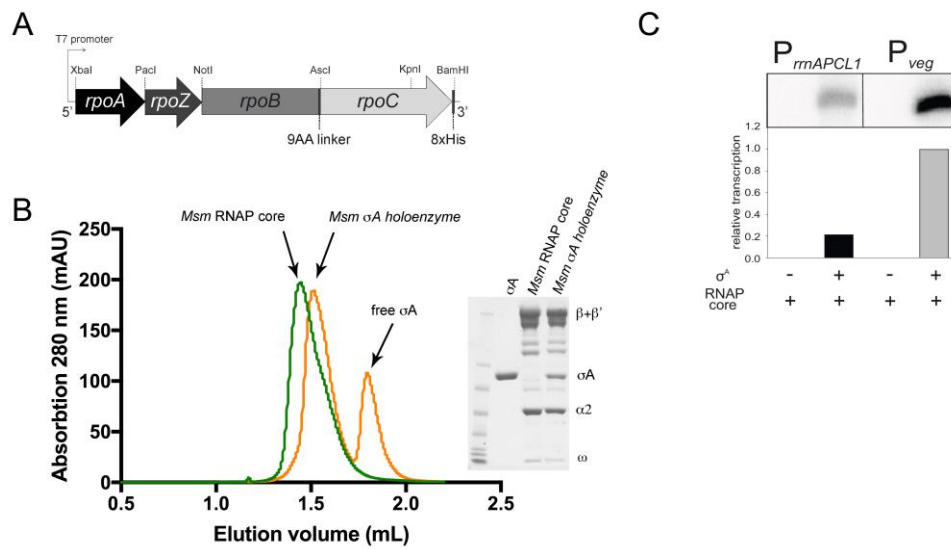 A
T7 promoter
XbaI PacI NotI AscI KpnI BamHI
5' rpoA rpoZ rpoB rpoC 3'
9AA linker 8xHis
B
Msm RNAP core
Msm σA holoenzyme
free σA
Absorbtion 280 nm (mAU)
250
200
150
100
50
0
0.5 1.0 1.5 2.0 2.5
Elution volume (mL)
σA
Msm RNAP core
Msm σA holoenzyme
β+β'
σA
α2
ω
C
P rrnAPCL1 P veg
relative transcription
1.2
1.0
0.8
0.6
0.4
0.2
0.0
σA - + - +
RNAP core + + + +